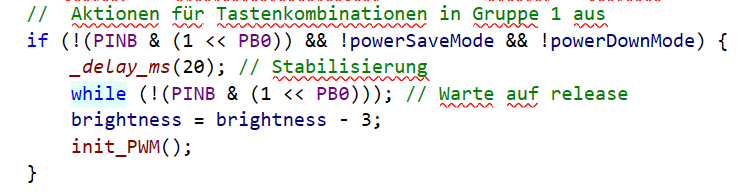 // Aktionen für Tastenkombinationen in Gruppe 1 aus
if (!(PINB & (1 << PB0)) && !powerSaveMode && !powerDownMode) {
_delay_ms(20); // Stabilisierung
while (!(PINB & (1 << PB0))); // Warte auf release
brightness = brightness - 3;
init_PWM();
}